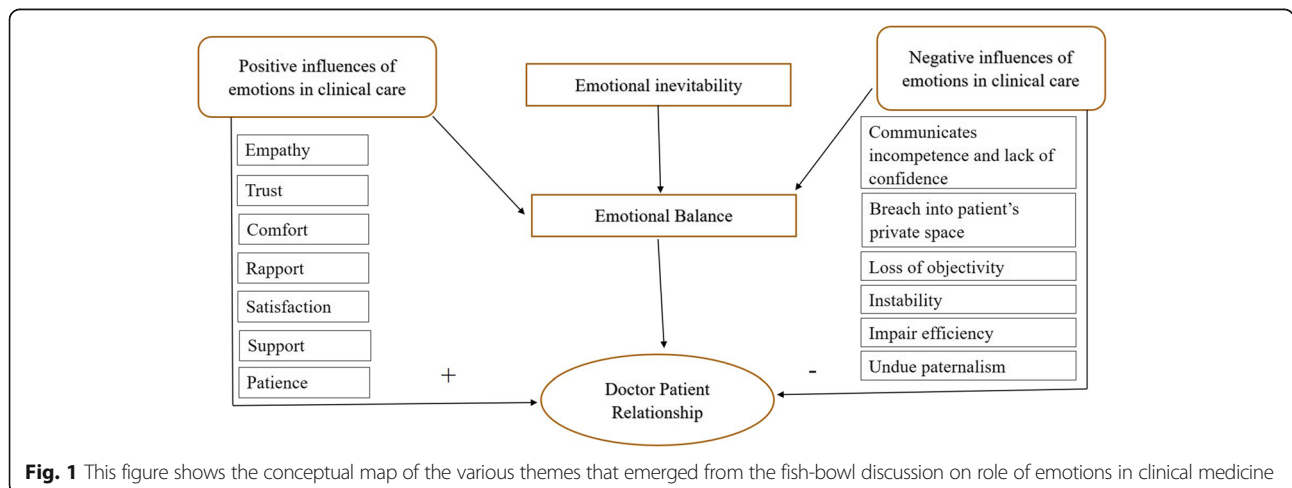 Positive influences of
emotions in clinical care
Empathy
Trust
Comfort
Rapport
Satisfaction
Support
Patience
+
Emotional inevitability
Emotional Balance
Doctor Patient
Relationship
Negative influences of
emotions in clinical care
Communicates
incompetence and lack of
confidence
Breach into patient's
private space
Loss of objectivity
Instability
Impair efficiency
Undue paternalism
-
Fig. 1 This figure shows the conceptual map of the various themes that emerged from the fish-bowl discussion on role of emotions in clinical medicine